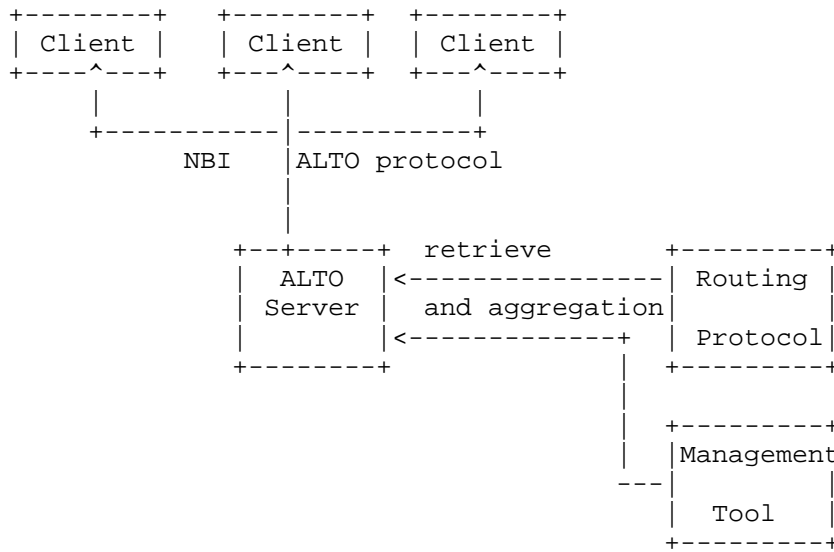 Client Client Client
NBI ALTO protocol
retrieve
ALTO Routing
Server and aggregation
Protocol
Management
Tool